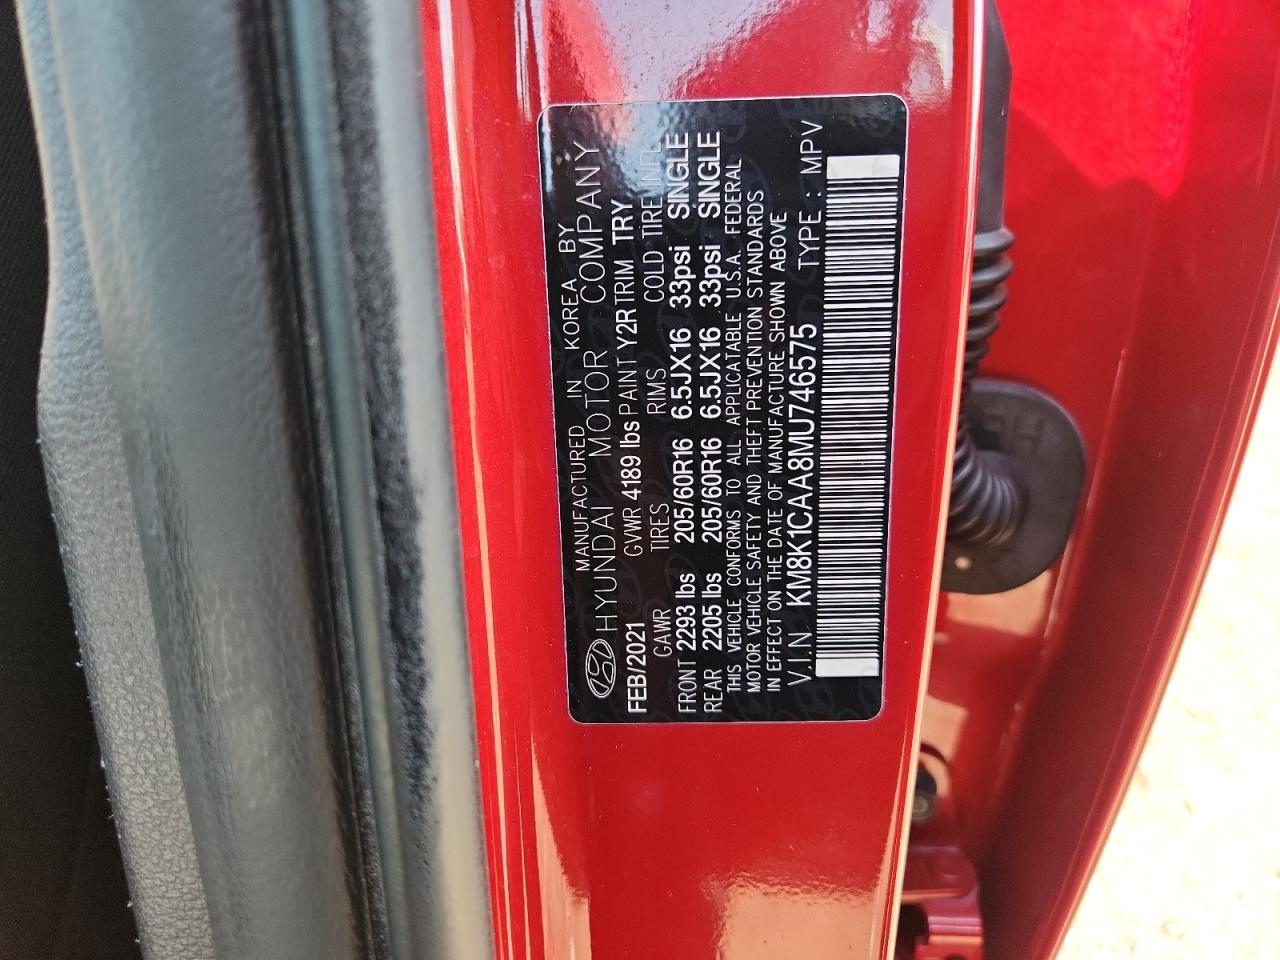 MANUFACTURED IN KOREA BY
HYUNDAI MOTOR COMPANY
FEB/2021 GVWR 4189 lbs PAINT Y2R TRIM TRY
GAWR TIRES RIMS COLD TIRE INFL
FRONT 2293 lbs 205/60R16 6.5JX16 33psi SINGLE
REAR 2205 lbs 205/60R16 6.5JX16 33psi SINGLE
THIS VEHICLE CONFORMS TO ALL APPLICATABLE U.S.A. FEDERAL
MOTOR VEHICLE SAFETY AND THEFT PREVENTION STANDARDS
IN EFFECT ON THE DATE OF MANUFACTURE SHOWN ABOVE
V.I.N KM8K1CAA8MU746575 TYPE : MPV
RH